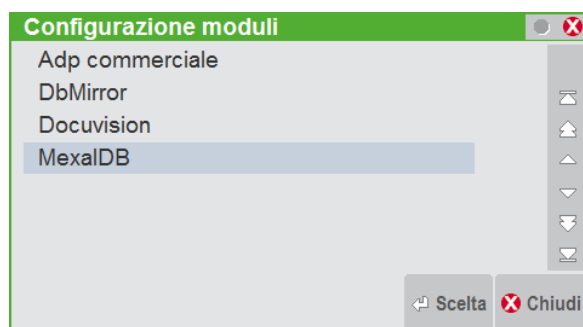 Configurazione moduli
Adp commerciale
DbMirror
Docuvision
MexalDB
Scelta
Chiudi